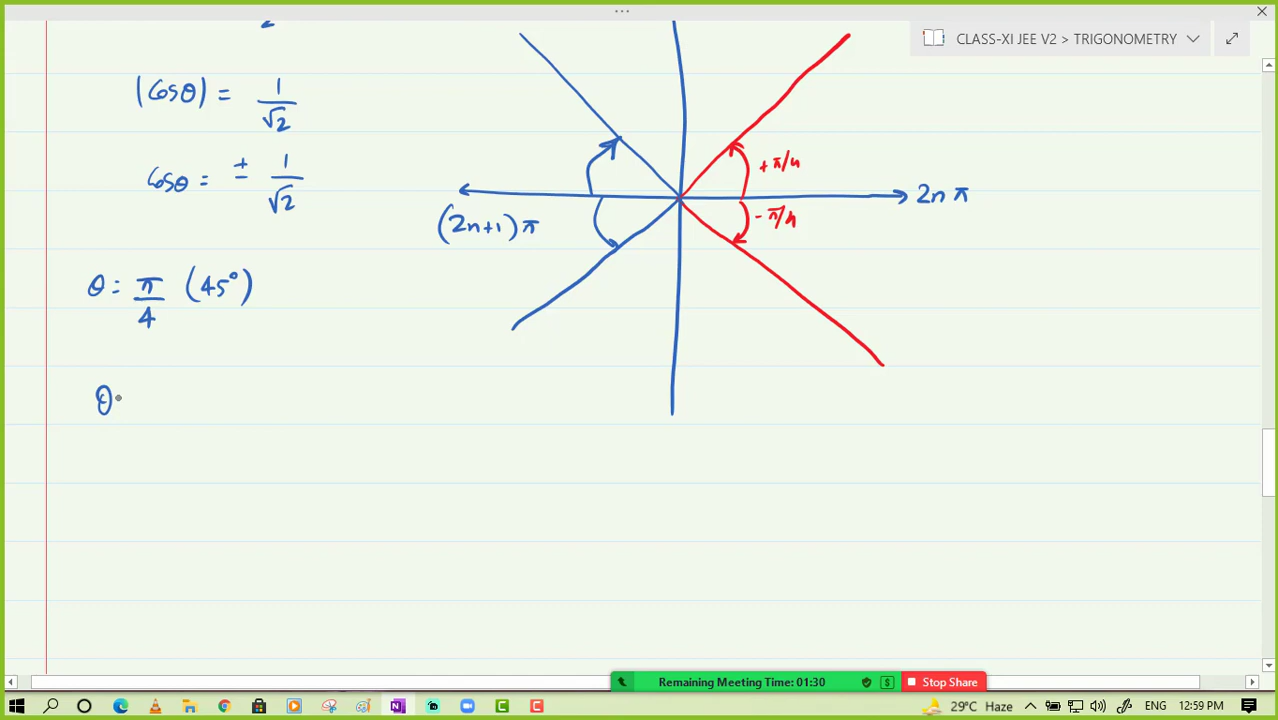 CLASS-XI JEE V2 > TRIGONOMETRY
(Cosθ) = 1/√2
Cosθ = ± 1/√2
+π/4
2nπ
-π/4
(2n+1)π
θ = π/4 (45°)
θ
Remaining Meeting Time: 01:30
Stop Share
29°C Haze
ENG
12:59 PM